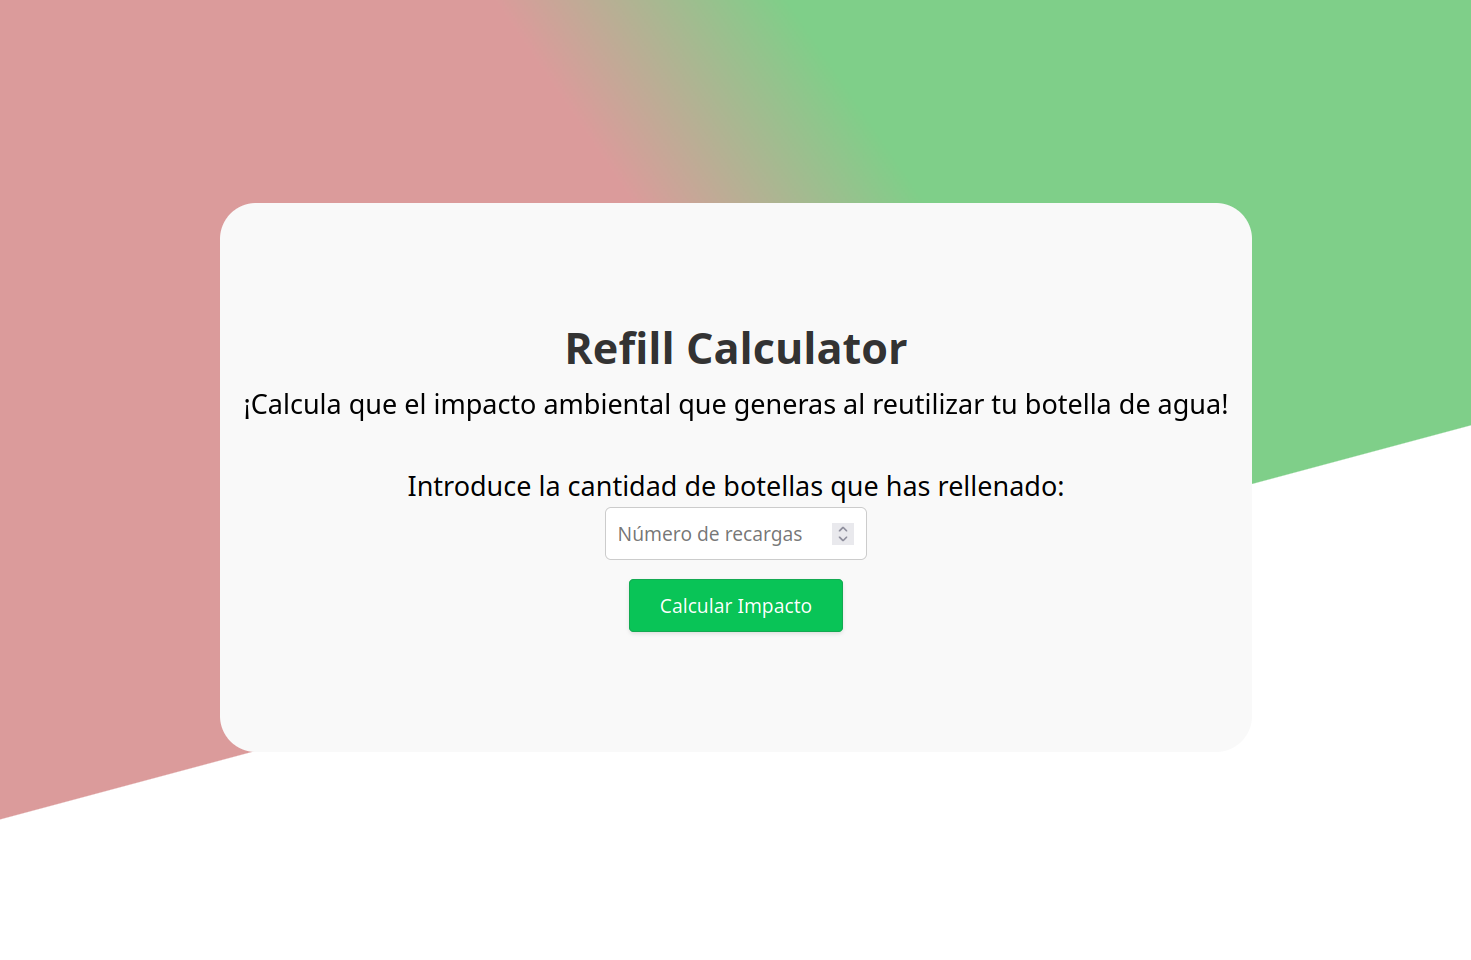 Refill Calculator
¡Calcula que el impacto ambiental que generas al reutilizar tu botella de agua!
Introduce la cantidad de botellas que has rellenado:
Número de recargas
Calcular Impacto